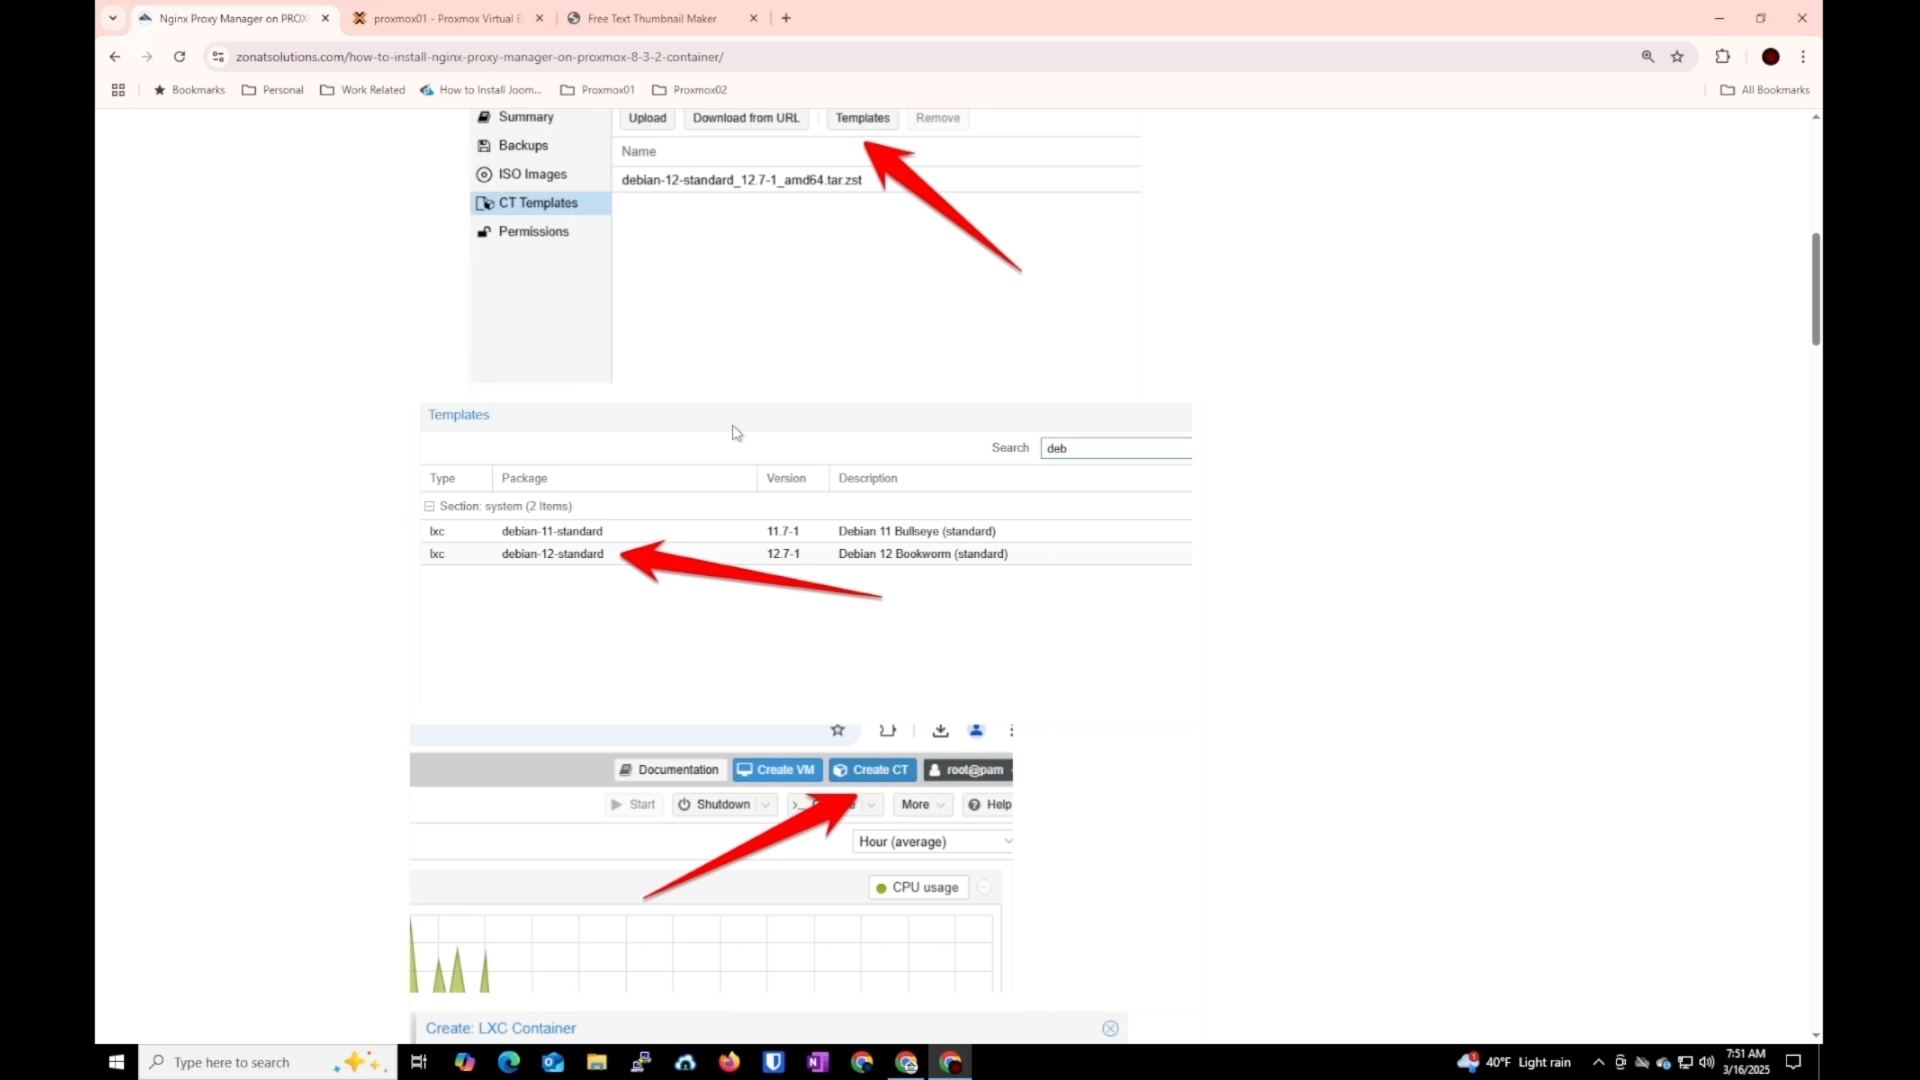 Nginx Proxy Manager on PROX
proxmox01 - Proxmox Virtual E
Free Text Thumbnail Maker
zonatsolutions.com/how-to-install-nginx-proxy-manager-on-proxmox-8-3-2-container/
Bookmarks
Personal
Work Related
How to Install Joom...
Proxmox01
Proxmox02
All Bookmarks
Summary
Backups
ISO Images
CT Templates
Permissions
Upload
Download from URL
Templates
Remove
Name
debian-12-standard_12.7-1_amd64.tar.zst
Templates
Search deb
Type Package Version Description
Section: system (2 Items)
lxc debian-11-standard 11.7-1 Debian 11 Bullseye (standard)
lxc debian-12-standard 12.7-1 Debian 12 Bookworm (standard)
Documentation Create VM Create CT root@pam
Start Shutdown More Help
Hour (average)
CPU usage
Create: LXC Container
Type here to search
40°F Light rain
7:51 AM
3/16/2025